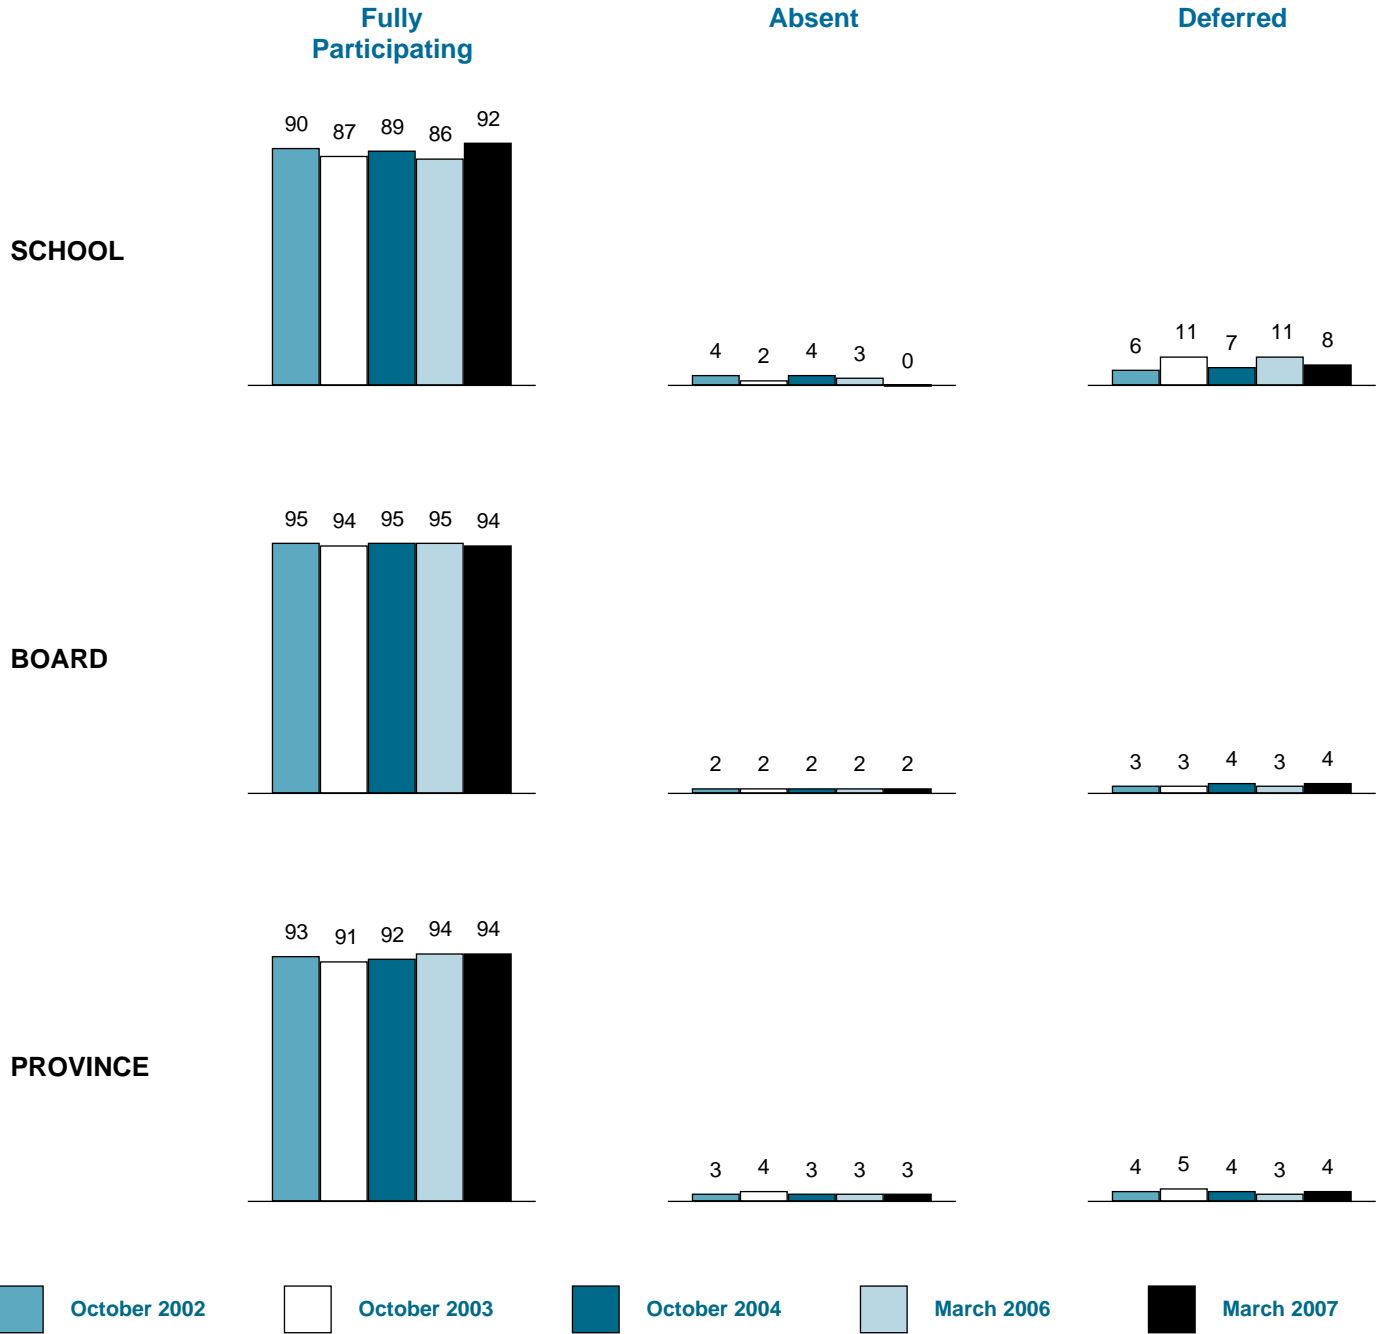 Fully
Participating
Absent
Deferred
90 87 89 86 92
SCHOOL
4 2 4 3 0
6 11 7 11 8
95 94 95 95 94
BOARD
2 2 2 2 2
3 3 4 3 4
93 91 92 94 94
PROVINCE
3 4 3 3 3
4 5 4 3 4
October 2002
October 2003
October 2004
March 2006
March 2007